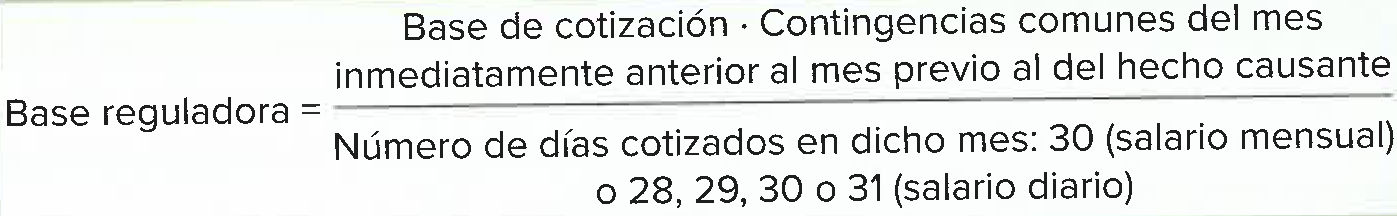 Base de cotización · Contingencias comunes del mes
inmediatamente anterior al mes previo al del hecho causante
Base reguladora =
Número de días cotizados en dicho mes: 30 (salario mensual)
o 28, 29, 30 o 31 (salario diario)